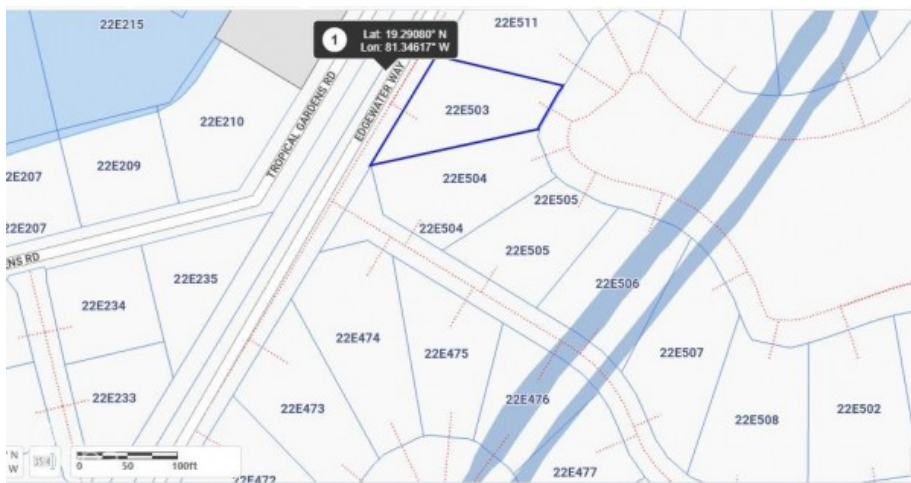 22E215
1
Lat: 19.29080° N
Lon: 81.34617° W
22E511
EDGEWATER WAY
TROPICAL GARDENS RD
22E503
22E210
22E209
22E207
22E504
22E505
22E207
22E504
22E505
NS RD
22E235
22E506
22E234
22E474
22E475
22E507
22E233
22E473
22E476
22E508
22E502
N
W
0 50 100ft
22E472
22E477